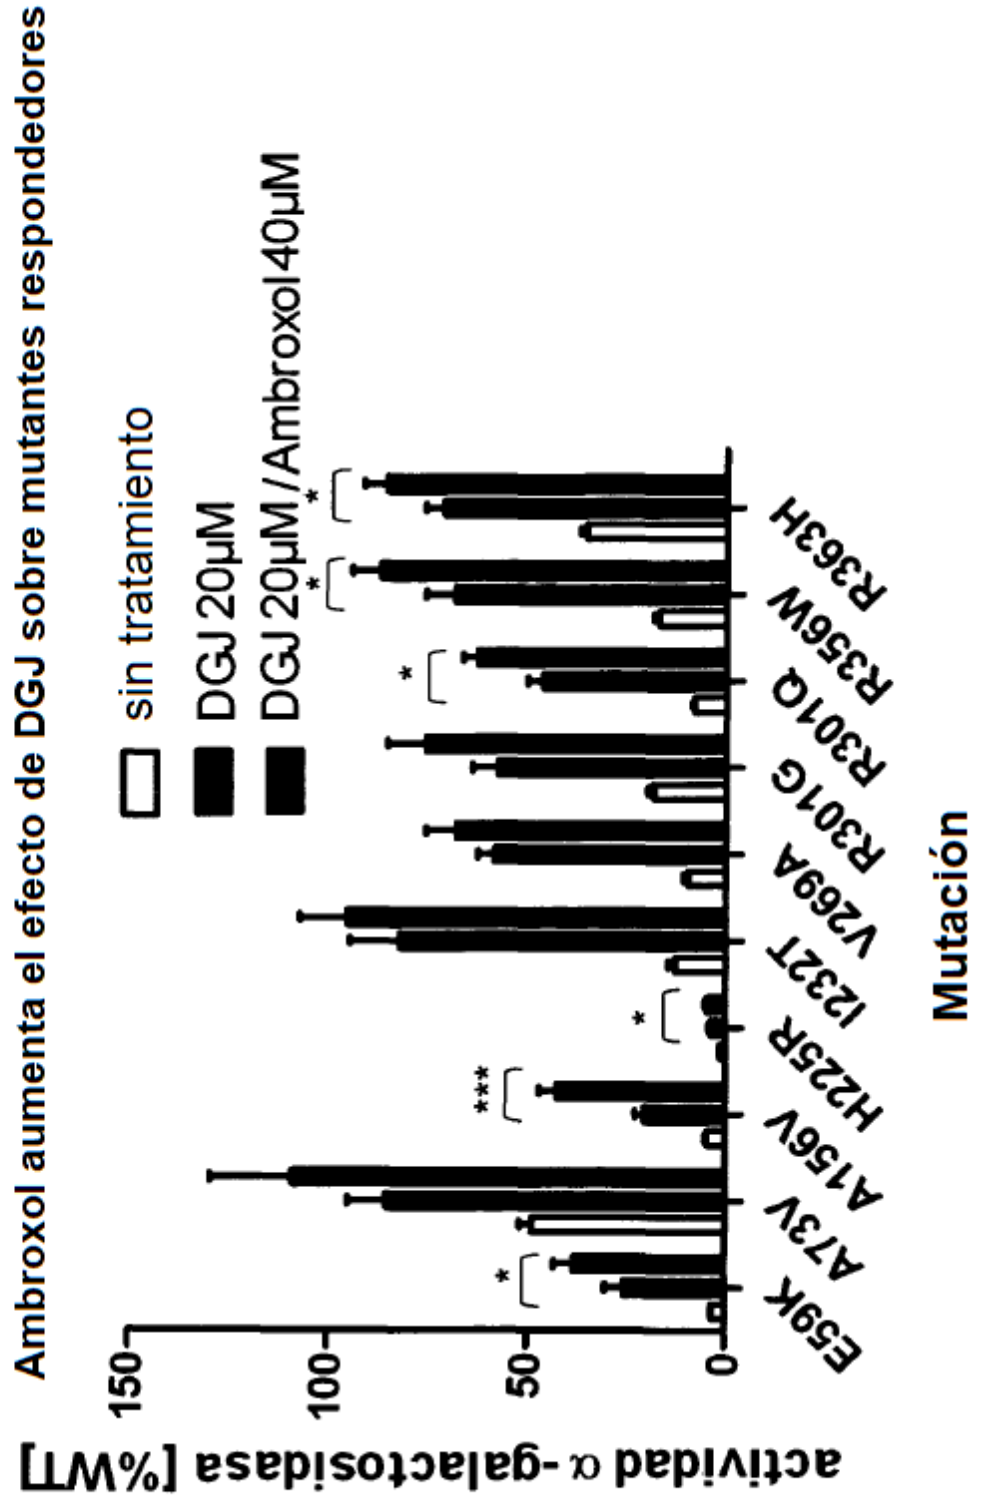 Ambroxol aumenta el efecto de DGJ sobre mutantes respondedores
sin tratamiento
DGJ 20µM
DGJ 20µM / Ambroxol 40µM
actividad α-galactosidasa [%WT]
150
100
50
0
*
***
*
*
*
*
E59K
A73V
A156V
H225R
I232T
V269A
R301G
R301Q
R356W
R363H
Mutación